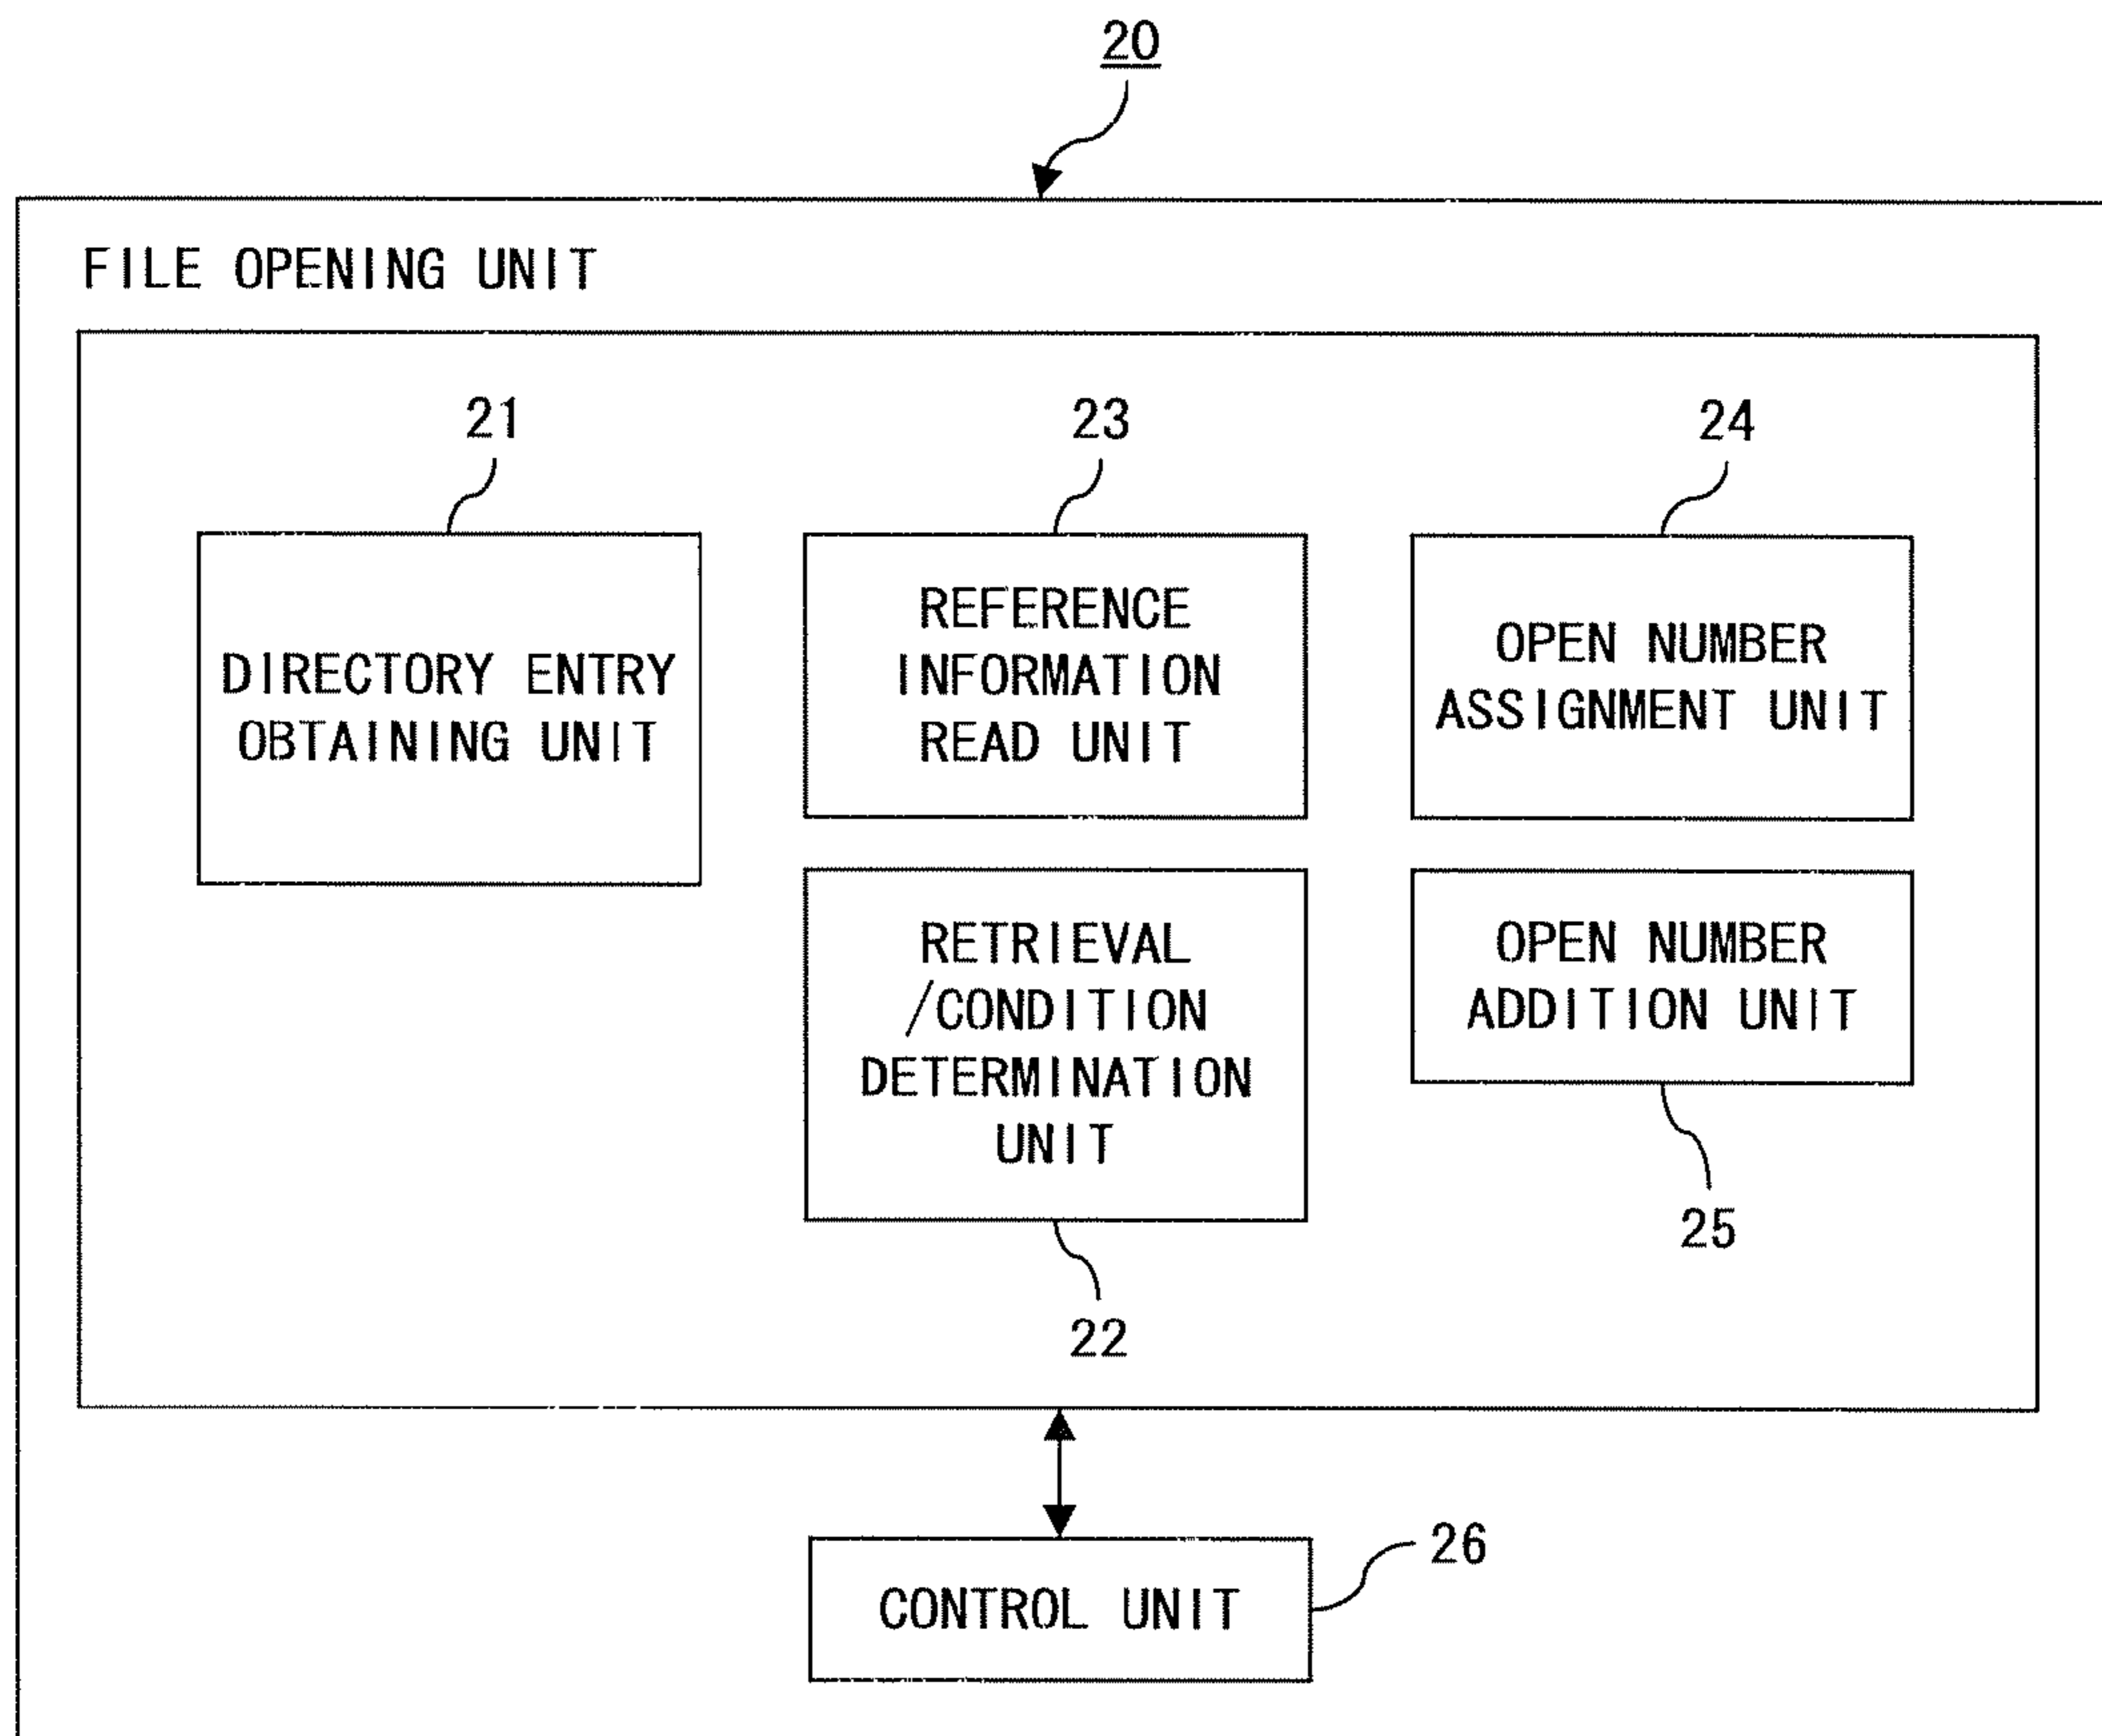 20
FILE OPENING UNIT
21
23
24
DIRECTORY ENTRY
OBTAINING UNIT
REFERENCE
INFORMATION
READ UNIT
OPEN NUMBER
ASSIGNMENT UNIT
RETRIEVAL
/CONDITION
DETERMINATION
UNIT
OPEN NUMBER
ADDITION UNIT
25
22
CONTROL UNIT
26